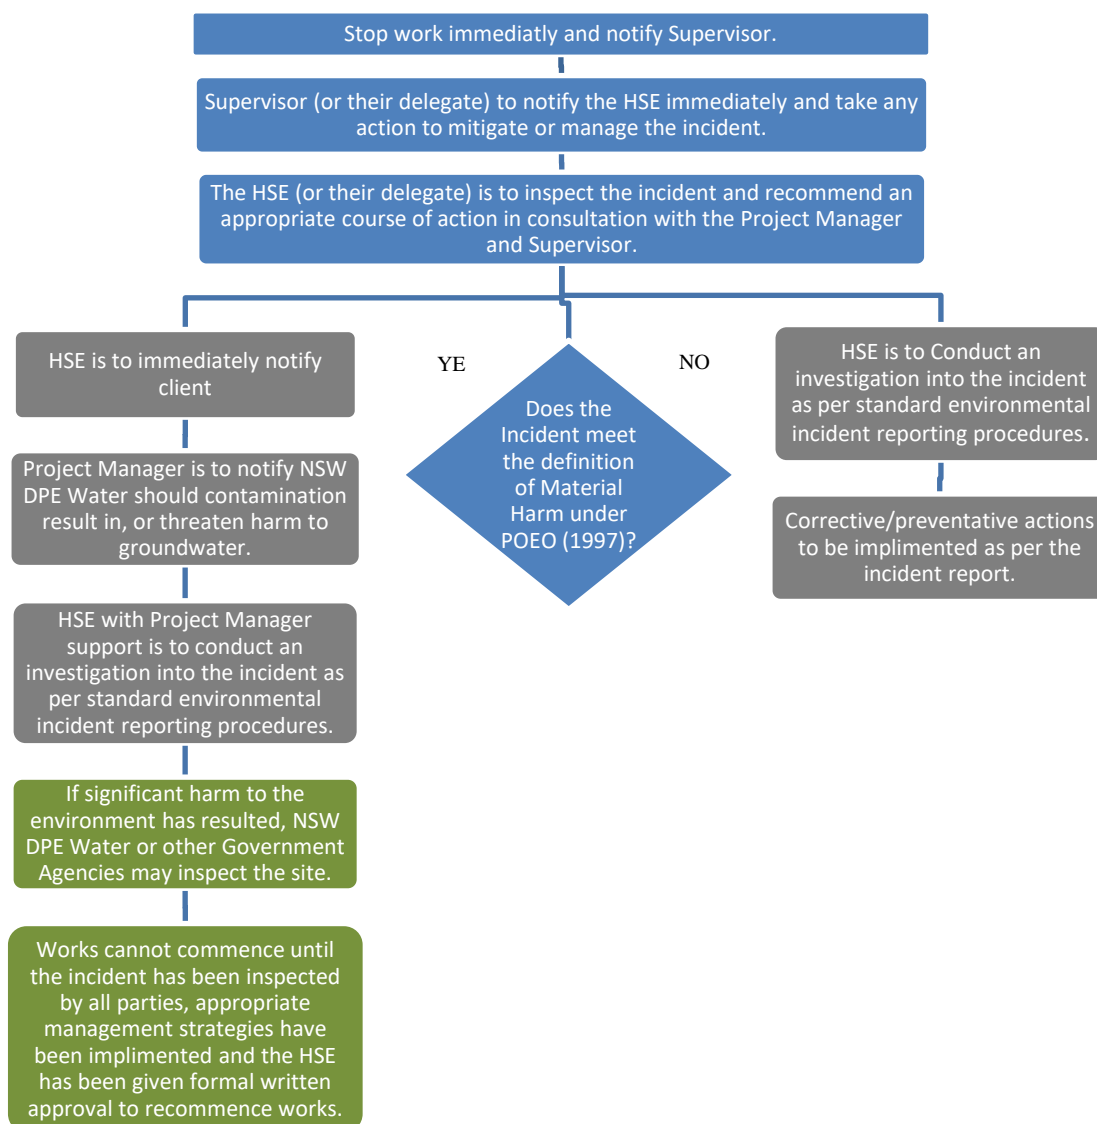 Stop work immediatly and notify Supervisor.
Supervisor (or their delegate) to notify the HSE immediately and take any
action to mitigate or manage the incident.
The HSE (or their delegate) is to inspect the incident and recommend an
appropriate course of action in consultation with the Project Manager
and Supervisor.
HSE is to immediately notify
client
Project Manager is to notify NSW
DPE Water should contamination
result in, or threaten harm to
groundwater.
HSE with Project Manager
support is to conduct an
investigation into the incident as
per standard environmental
incident reporting procedures.
If significant harm to the
environment has resulted, NSW
DPE Water or other Government
Agencies may inspect the site.
Works cannot commence until
the incident has been inspected
by all parties, appropriate
management strategies have
been implimented and the HSE
has been given formal written
approval to recommence works.
YE
Does the
Incident meet
the definition
of Material
Harm under
POEO (1997)?
NO
HSE is to Conduct an
investigation into the incident
as per standard environmental
incident reporting procedures.
Corrective/preventative actions
to be implimented as per the
incident report.